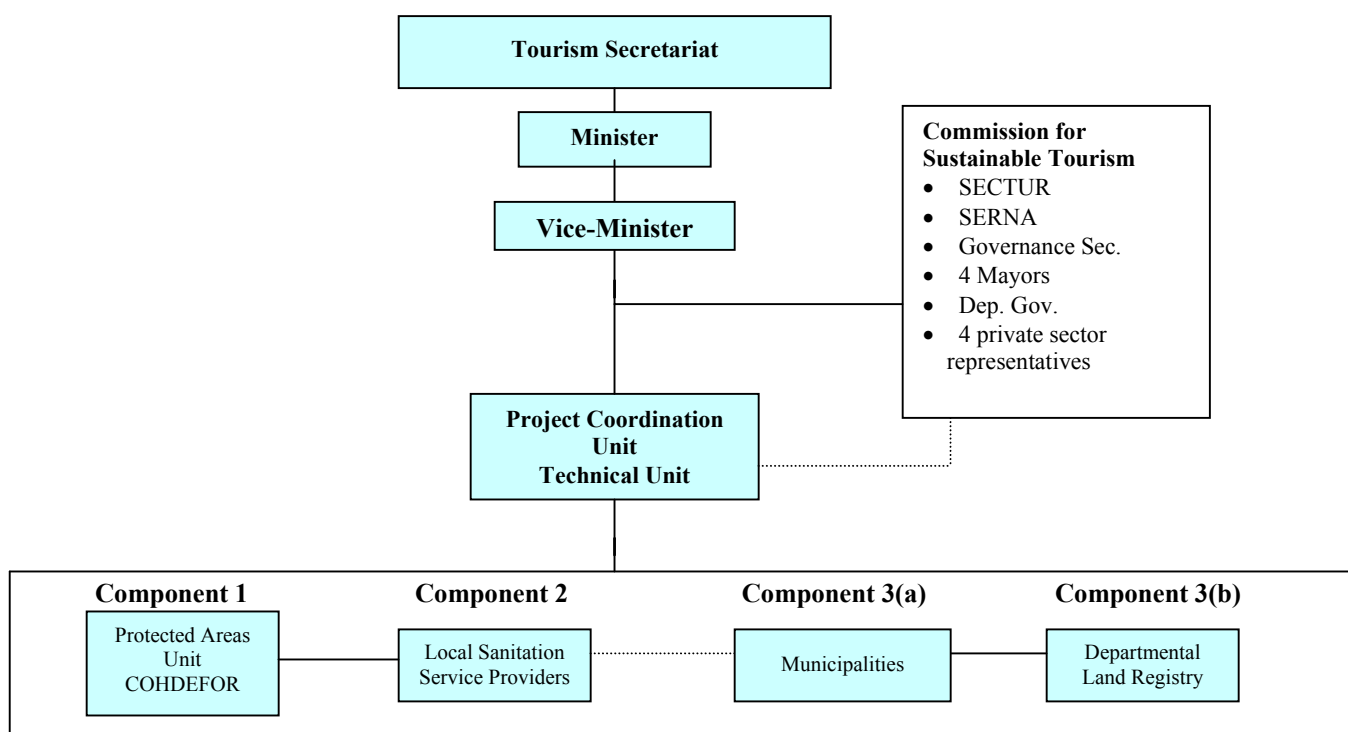 Tourism Secretariat
Minister
Vice-Minister
Commission for
Sustainable Tourism
• SECTUR
• SERNA
• Governance Sec.
• 4 Mayors
• Dep. Gov.
• 4 private sector
representatives
Project Coordination
Unit
Technical Unit
Component 1
Protected Areas
Unit
COHDEFOR
Component 2
Local Sanitation
Service Providers
Component 3(a)
Municipalities
Component 3(b)
Departmental
Land Registry